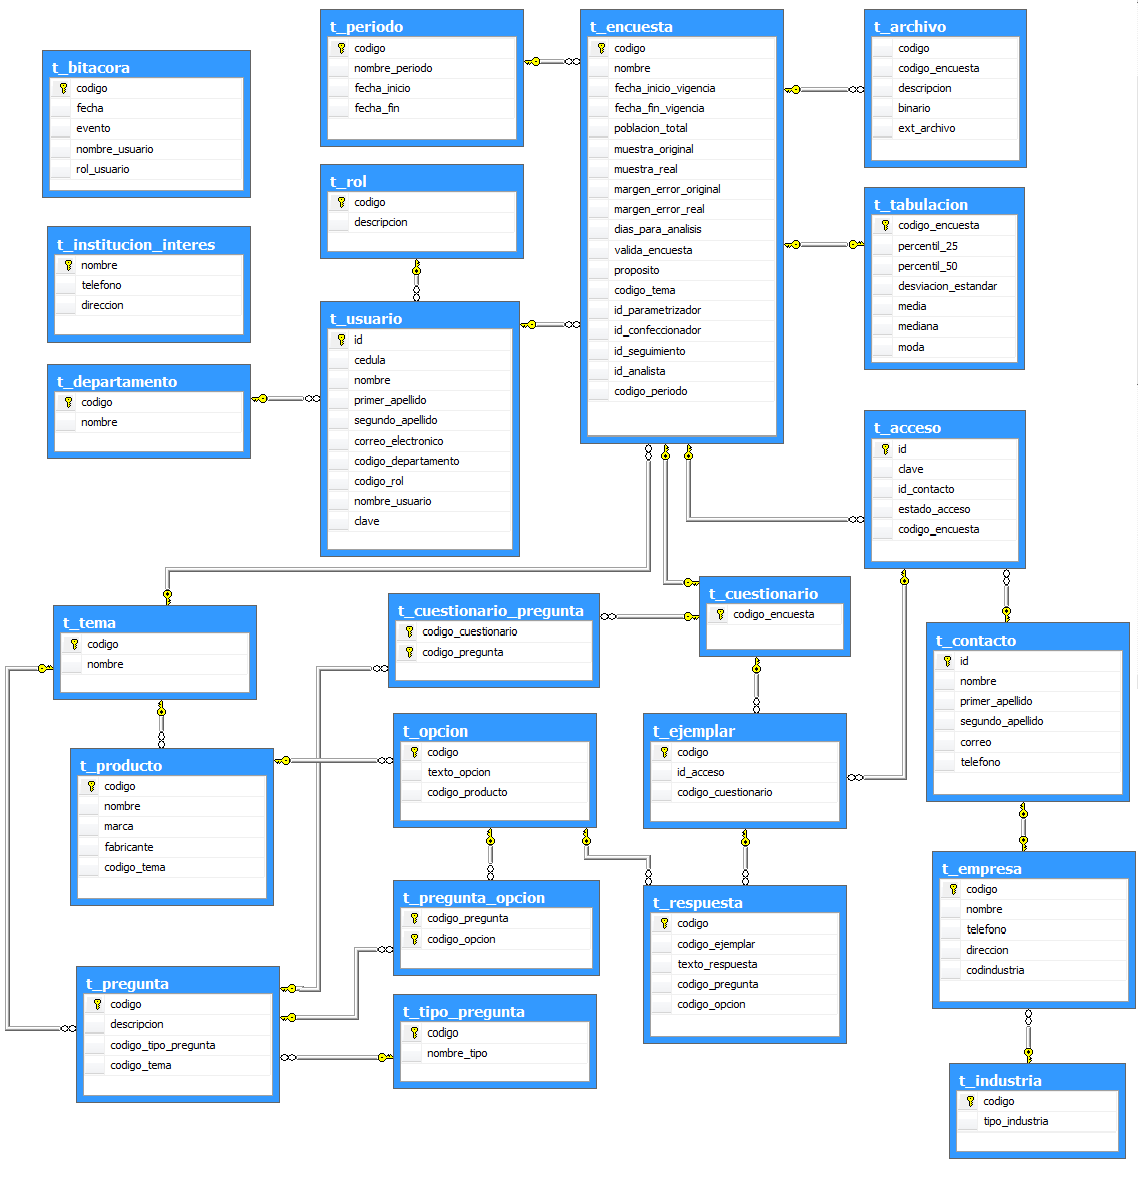 t_bitacora
codigo
fecha
evento
nombre_usuario
rol_usuario
t_institucion_interes
nombre
telefono
direccion
t_departamento
codigo
nombre
t_periodo
codigo
nombre_periodo
fecha_inicio
fecha_fin
t_rol
codigo
descripcion
t_usuario
id
cedula
nombre
primer_apellido
segundo_apellido
correo_electronico
codigo_departamento
codigo_rol
nombre_usuario
clave
t_encuesta
codigo
nombre
fecha_inicio_vigencia
fecha_fin_vigencia
poblacion_total
muestra_original
muestra_real
margen_error_original
margen_error_real
dias_para_analisis
valida_encuesta
proposito
codigo_tema
id_parametrizador
id_confeccionador
id_seguimiento
id_analista
codigo_periodo
t_archivo
codigo
codigo_encuesta
descripcion
binario
ext_archivo
t_tabulacion
codigo_encuesta
percentil_25
percentil_50
desviacion_estandar
media
mediana
moda
t_acceso
id
clave
id_contacto
estado_acceso
codigo_encuesta
t_tema
codigo
nombre
t_cuestionario_pregunta
codigo_cuestionario
codigo_pregunta
t_cuestionario
codigo_encuesta
t_contacto
id
nombre
primer_apellido
segundo_apellido
correo
telefono
t_producto
codigo
nombre
marca
fabricante
codigo_tema
t_opcion
codigo
texto_opcion
codigo_producto
t_ejemplar
codigo
id_acceso
codigo_cuestionario
t_pregunta_opcion
codigo_pregunta
codigo_opcion
t_respuesta
codigo
codigo_ejemplar
texto_respuesta
codigo_pregunta
codigo_opcion
t_empresa
codigo
nombre
telefono
direccion
codindustria
t_pregunta
codigo
descripcion
codigo_tipo_pregunta
codigo_tema
t_tipo_pregunta
codigo
nombre_tipo
t_industria
codigo
tipo_industria